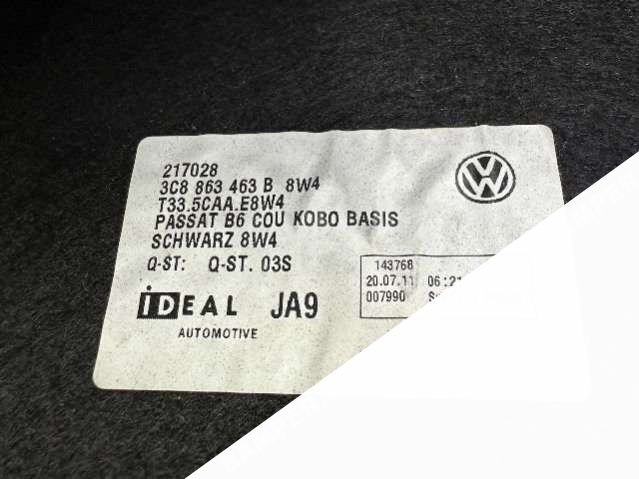 217028
3C8 863 463 B 8W4
T33.5CAA.E8W4
PASSAT B6 COU KOBO BASIS
SCHWARZ 8W4
Q-ST: Q-ST. 03S
iDEAL JA9
AUTOMOTIVE
143768
20.07.11 06:21
007990